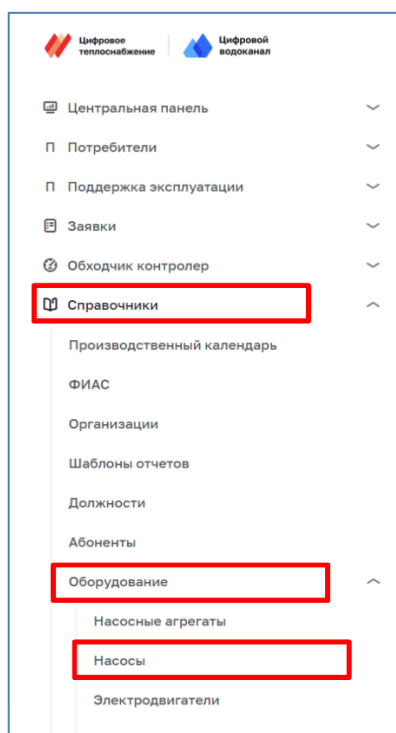 Цифровое
теплоснабжение
Цифровой
водоканал
Центральная панель
П Потребители
П Поддержка эксплуатации
Заявки
Обходчик контролер
Справочники
Производственный календарь
ФИАС
Организации
Шаблоны отчетов
Должности
Абоненты
Оборудование
Насосные агрегаты
Насосы
Электродвигатели